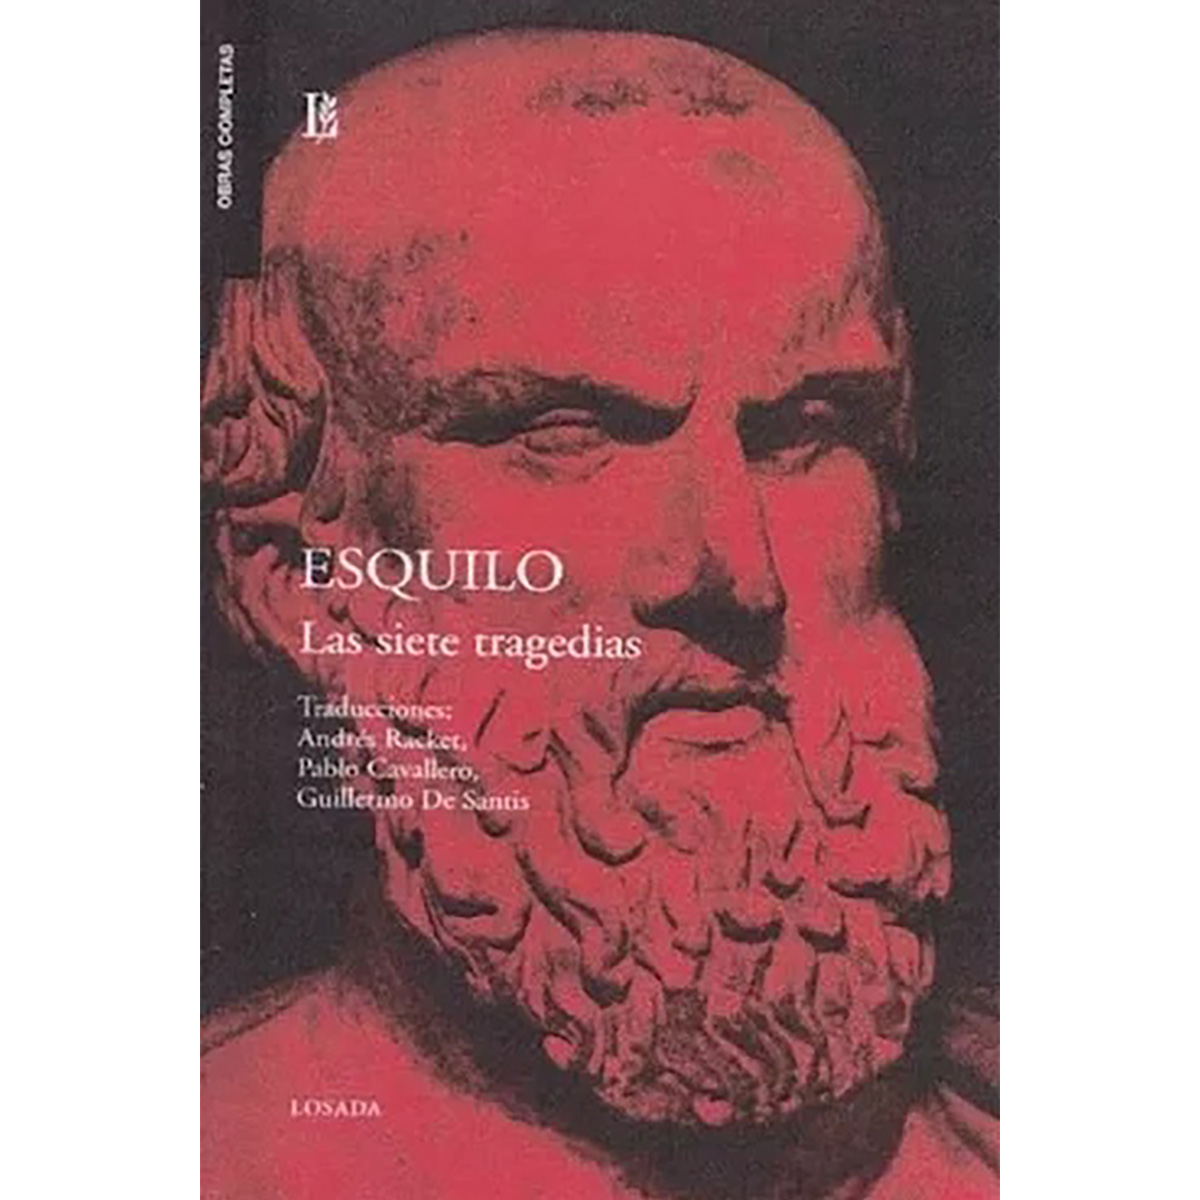 OBRAS COMPLETAS
L
ESQUILO
Las siete tragedias
Traducciones:
Andrés Racket,
Pablo Cavallero,
Guillermo De Santis
LOSADA